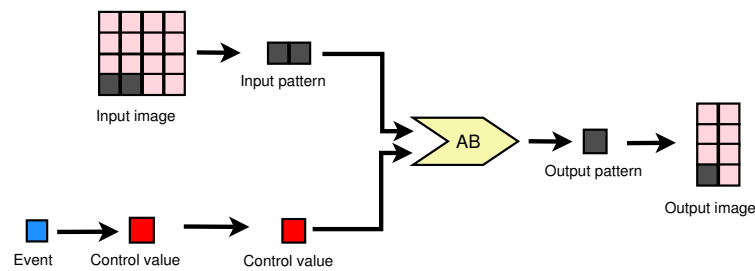 Input image
Input pattern
AB
Output pattern
Output image
Event
Control value
Control value